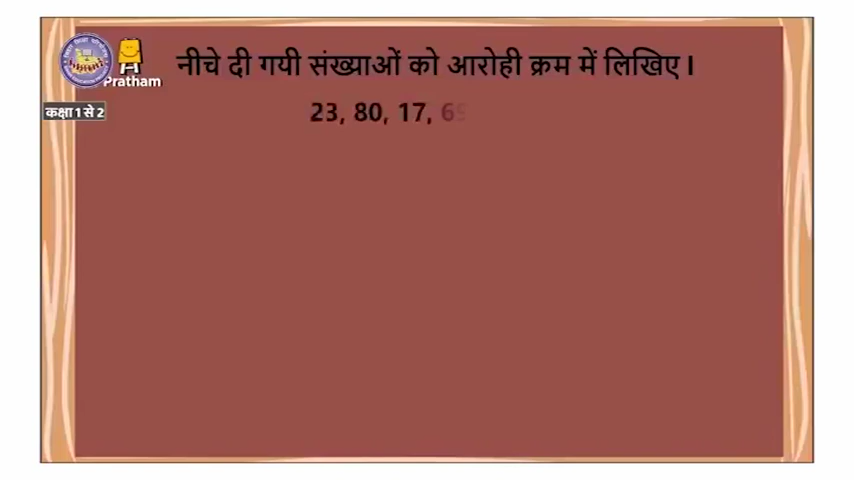 नीचे दी गयी संख्याओं को आरोही क्रम में लिखिए।
Pratham
कक्षा 1 से 2
23, 80, 17,